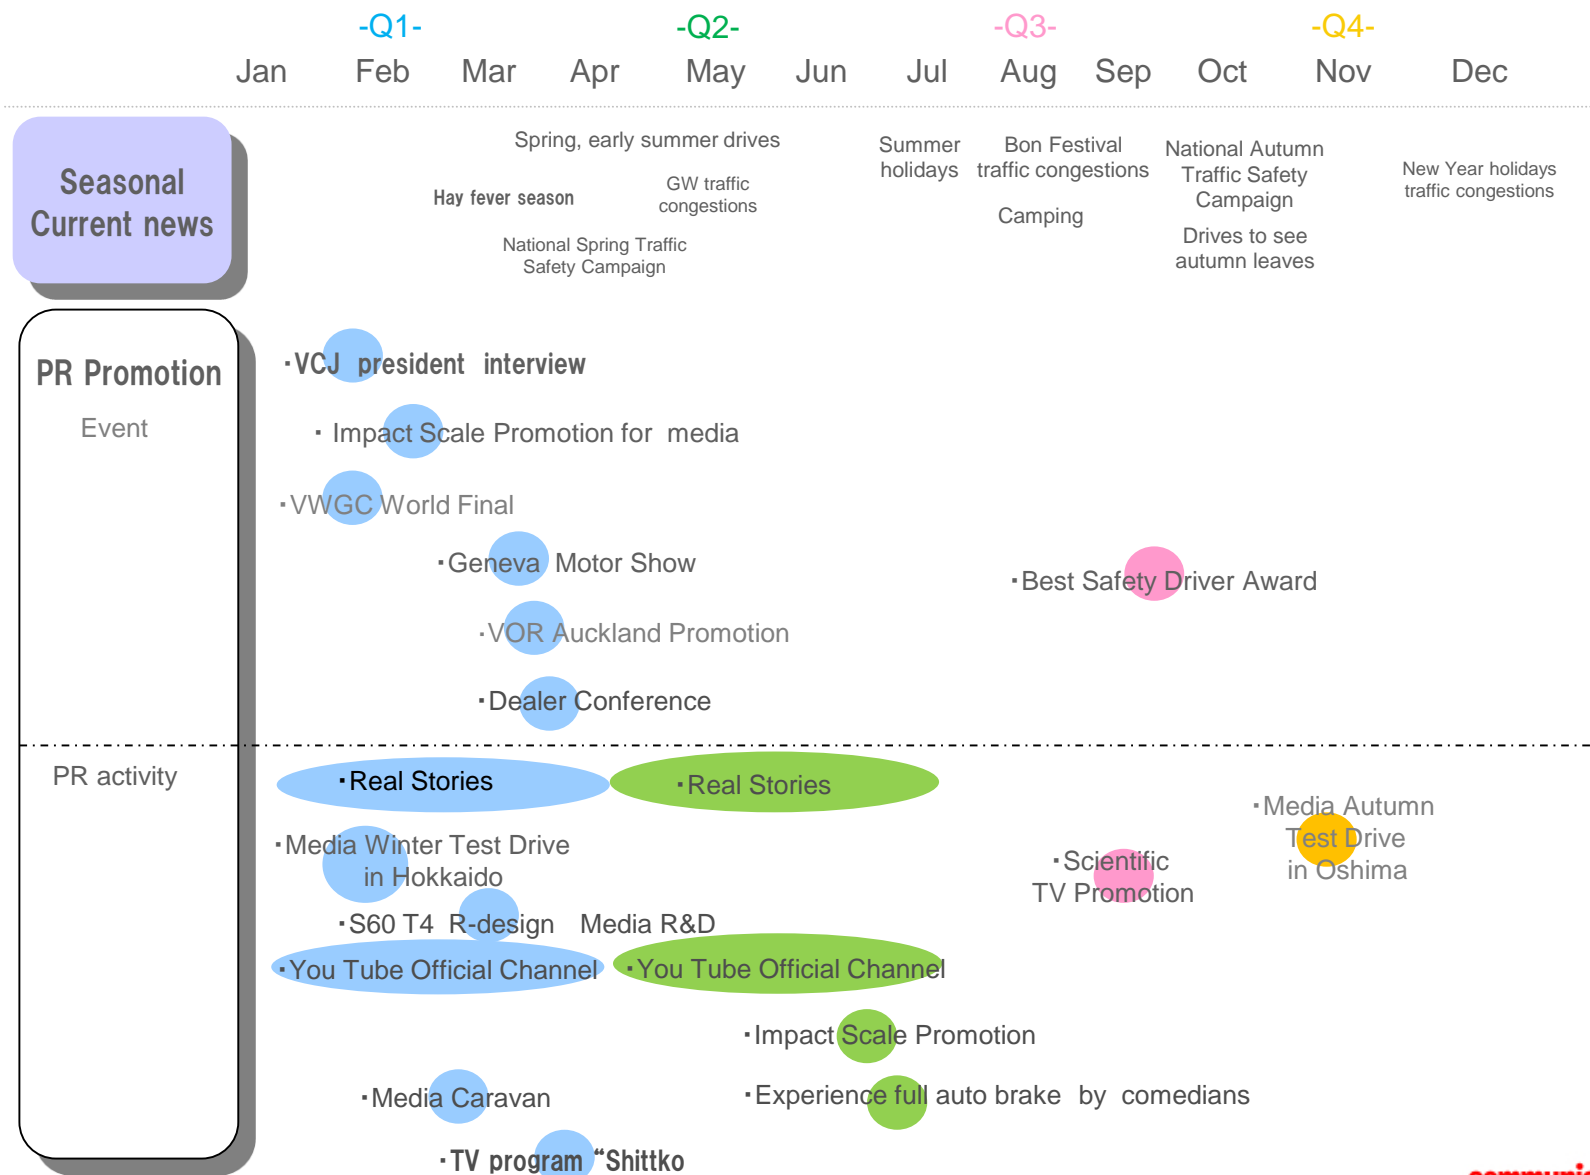 -Q1- -Q2- -Q3- -Q4-
Jan Feb Mar Apr May Jun Jul Aug Sep Oct Nov Dec
Seasonal
Current news
Spring, early summer drives
Hay fever season
GW traffic
congestions
National Spring Traffic
Safety Campaign
Summer
holidays
Bon Festival
traffic congestions
Camping
National Autumn
Traffic Safety
Campaign
Drives to see
autumn leaves
New Year holidays
traffic congestions
PR Promotion
Event
・VCJ president interview
・Impact Scale Promotion for media
・VWGC World Final
・Geneva Motor Show
・Best Safety Driver Award
・VOR Auckland Promotion
・Dealer Conference
PR activity
・Real Stories
・Real Stories
・Media Winter Test Drive
in Hokkaido
・Scientific
TV Promotion
・Media Autumn
Test Drive
in Oshima
・S60 T4 R-design Media R&D
・You Tube Official Channel
・You Tube Official Channel
・Impact Scale Promotion
・Media Caravan
・Experience full auto brake by comedians
・TV program “Shittko